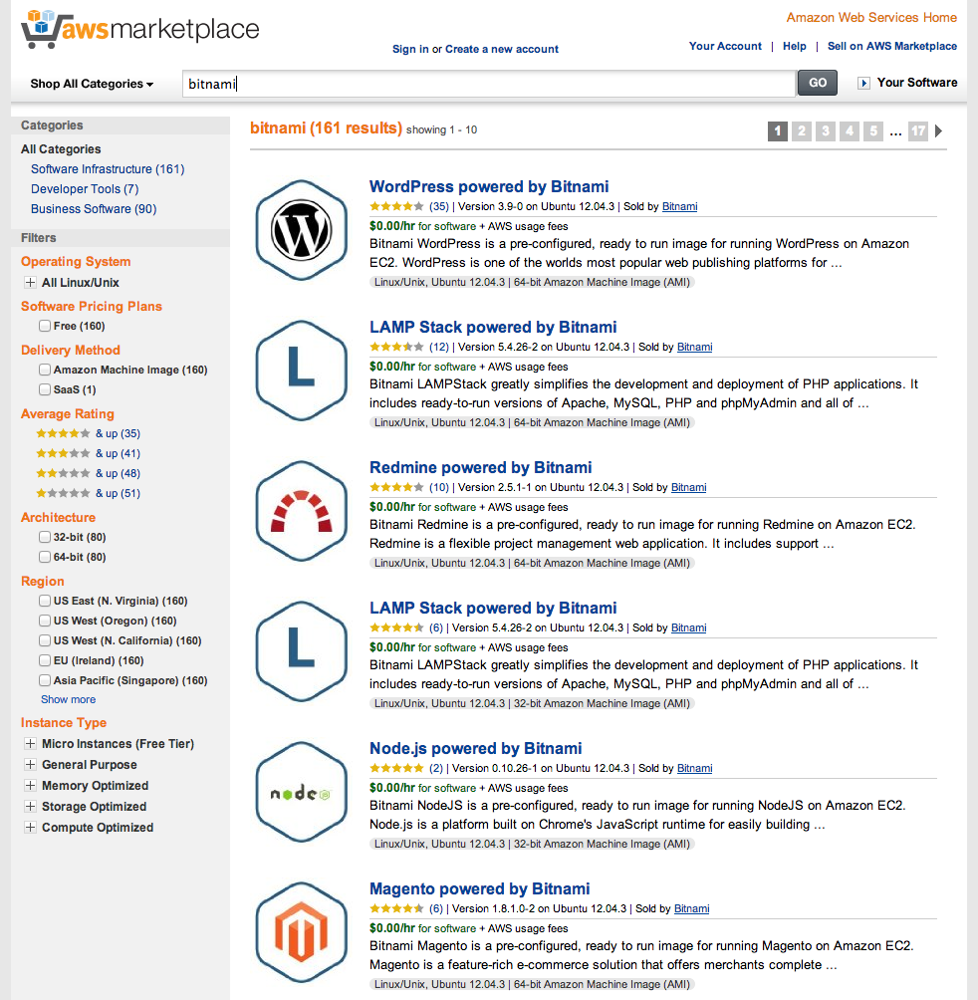 awsmarketplace
Amazon Web Services Home
Sign in or Create a new account
Your Account | Help | Sell on AWS Marketplace
Shop All Categories
bitnami
GO
Your Software
Categories
All Categories
Software Infrastructure (161)
Developer Tools (7)
Business Software (90)
Filters
Operating System
All Linux/Unix
Software Pricing Plans
Free (160)
Delivery Method
Amazon Machine Image (160)
SaaS (1)
Average Rating
& up (35)
& up (41)
& up (48)
& up (51)
Architecture
32-bit (80)
64-bit (80)
Region
US East (N. Virginia) (160)
US West (Oregon) (160)
US West (N. California) (160)
EU (Ireland) (160)
Asia Pacific (Singapore) (160)
Show more
Instance Type
Micro Instances (Free Tier)
General Purpose
Memory Optimized
Storage Optimized
Compute Optimized
bitnami (161 results) showing 1 - 10
1 2 3 4 5 ... 17
WordPress powered by Bitnami
(35) | Version 3.9-0 on Ubuntu 12.04.3 | Sold by Bitnami
$0.00/hr for software + AWS usage fees
Bitnami WordPress is a pre-configured, ready to run image for running WordPress on Amazon
EC2. WordPress is one of the worlds most popular web publishing platforms for ...
Linux/Unix, Ubuntu 12.04.3 | 64-bit Amazon Machine Image (AMI)
L
LAMP Stack powered by Bitnami
(12) | Version 5.4.26-2 on Ubuntu 12.04.3 | Sold by Bitnami
$0.00/hr for software + AWS usage fees
Bitnami LAMPStack greatly simplifies the development and deployment of PHP applications. It
includes ready-to-run versions of Apache, MySQL, PHP and phpMyAdmin and all of ...
Linux/Unix, Ubuntu 12.04.3 | 64-bit Amazon Machine Image (AMI)
Redmine powered by Bitnami
(10) | Version 2.5.1-1 on Ubuntu 12.04.3 | Sold by Bitnami
$0.00/hr for software + AWS usage fees
Bitnami Redmine is a pre-configured, ready to run image for running Redmine on Amazon EC2.
Redmine is a flexible project management web application. It includes support ...
Linux/Unix, Ubuntu 12.04.3 | 64-bit Amazon Machine Image (AMI)
L
LAMP Stack powered by Bitnami
(6) | Version 5.4.26-2 on Ubuntu 12.04.3 | Sold by Bitnami
$0.00/hr for software + AWS usage fees
Bitnami LAMPStack greatly simplifies the development and deployment of PHP applications. It
includes ready-to-run versions of Apache, MySQL, PHP and phpMyAdmin and all of ...
Linux/Unix, Ubuntu 12.04.3 | 32-bit Amazon Machine Image (AMI)
node JS
Node.js powered by Bitnami
(2) | Version 0.10.26-1 on Ubuntu 12.04.3 | Sold by Bitnami
$0.00/hr for software + AWS usage fees
Bitnami NodeJS is a pre-configured, ready to run image for running NodeJS on Amazon EC2.
Node.js is a platform built on Chrome's JavaScript runtime for easily building ...
Linux/Unix, Ubuntu 12.04.3 | 32-bit Amazon Machine Image (AMI)
Magento powered by Bitnami
(6) | Version 1.8.1.0-2 on Ubuntu 12.04.3 | Sold by Bitnami
$0.00/hr for software + AWS usage fees
Bitnami Magento is a pre-configured, ready to run image for running Magento on Amazon EC2.
Magento is a feature-rich e-commerce solution that offers merchants complete ...
Linux/Unix, Ubuntu 12.04.3 | 64-bit Amazon Machine Image (AMI)